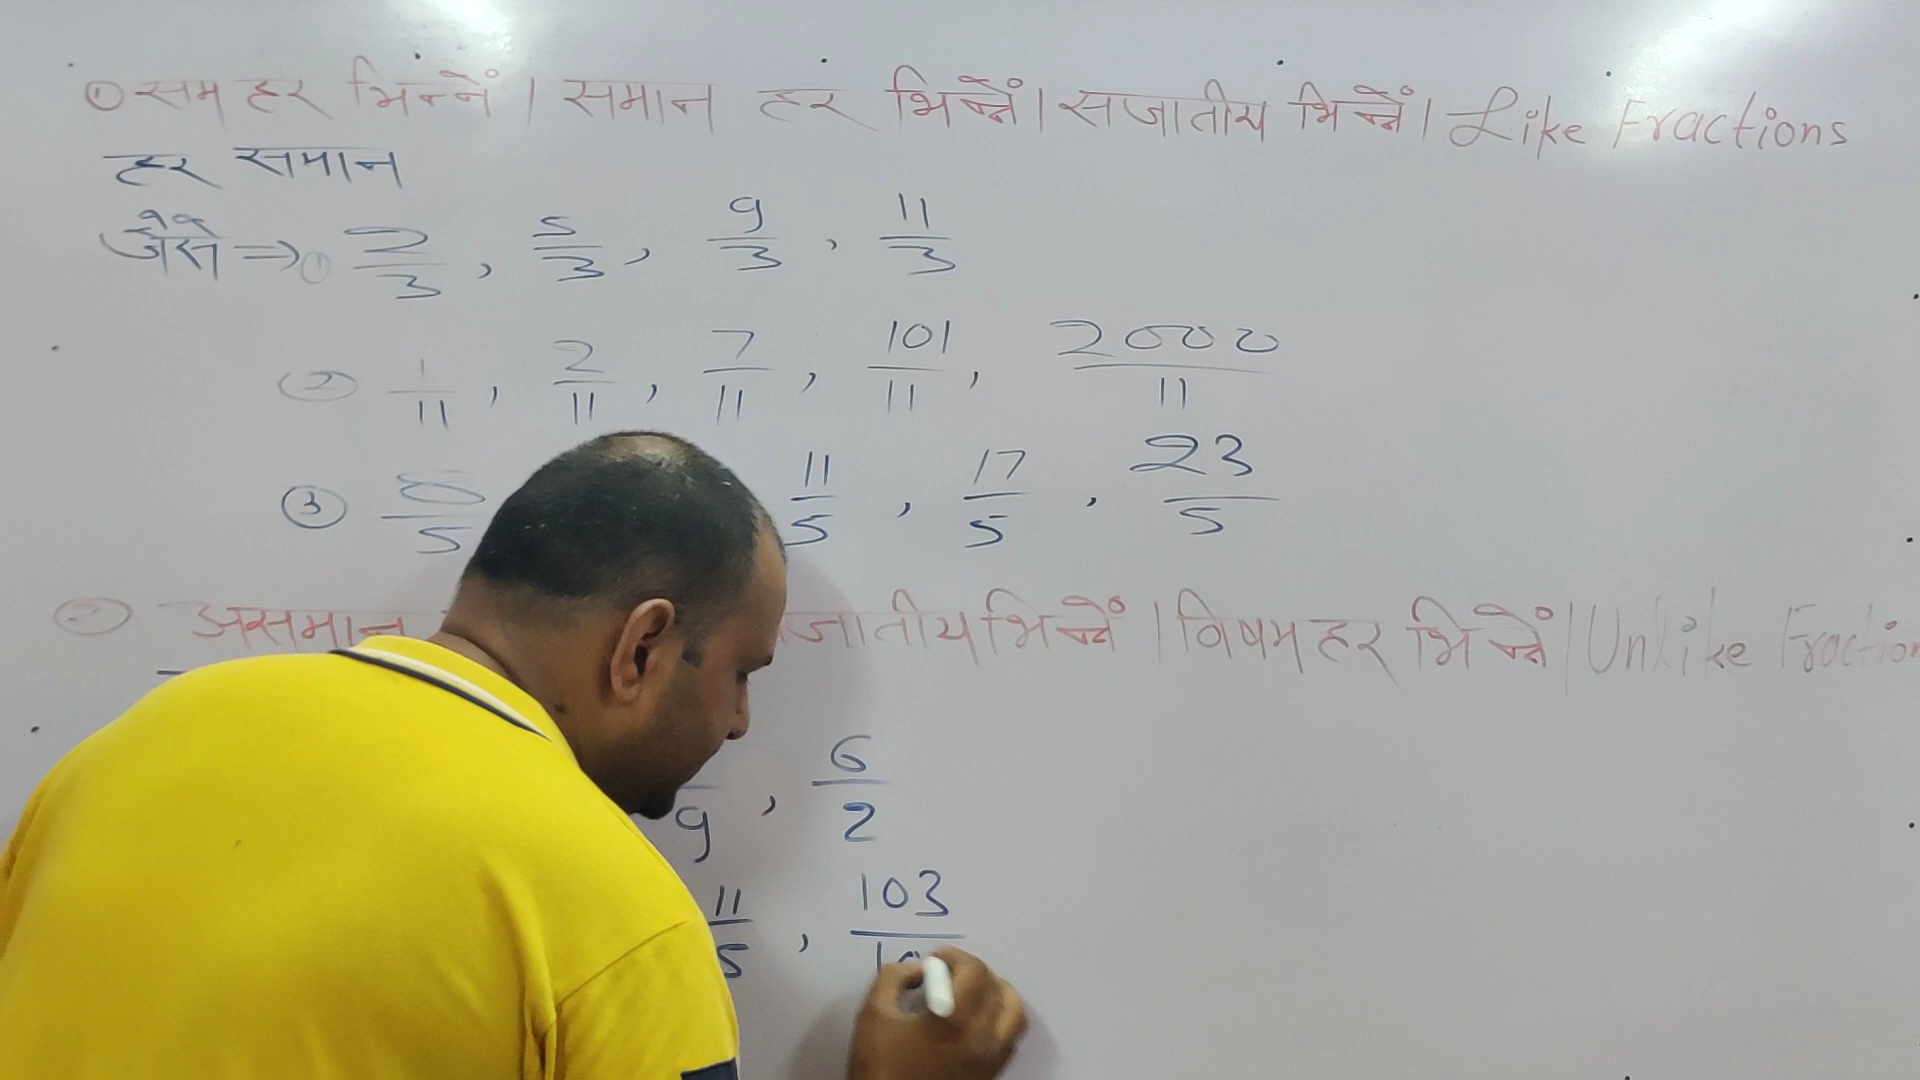 ① सम हर भिन्नें । समान हर भिन्नें । सजातीय भिन्नें । Like Fractions
हर समान
जैसे ⇒ ① 2/3, 5/3, 9/3, 11/3
② 1/11, 2/11, 7/11, 101/11, 2000/11
③ 8/5 11/5, 17/5, 23/5
② असमान जातीय भिन्नें । विषम हर भिन्नें । Unlike Fraction
9, 6/2
11/5, 103